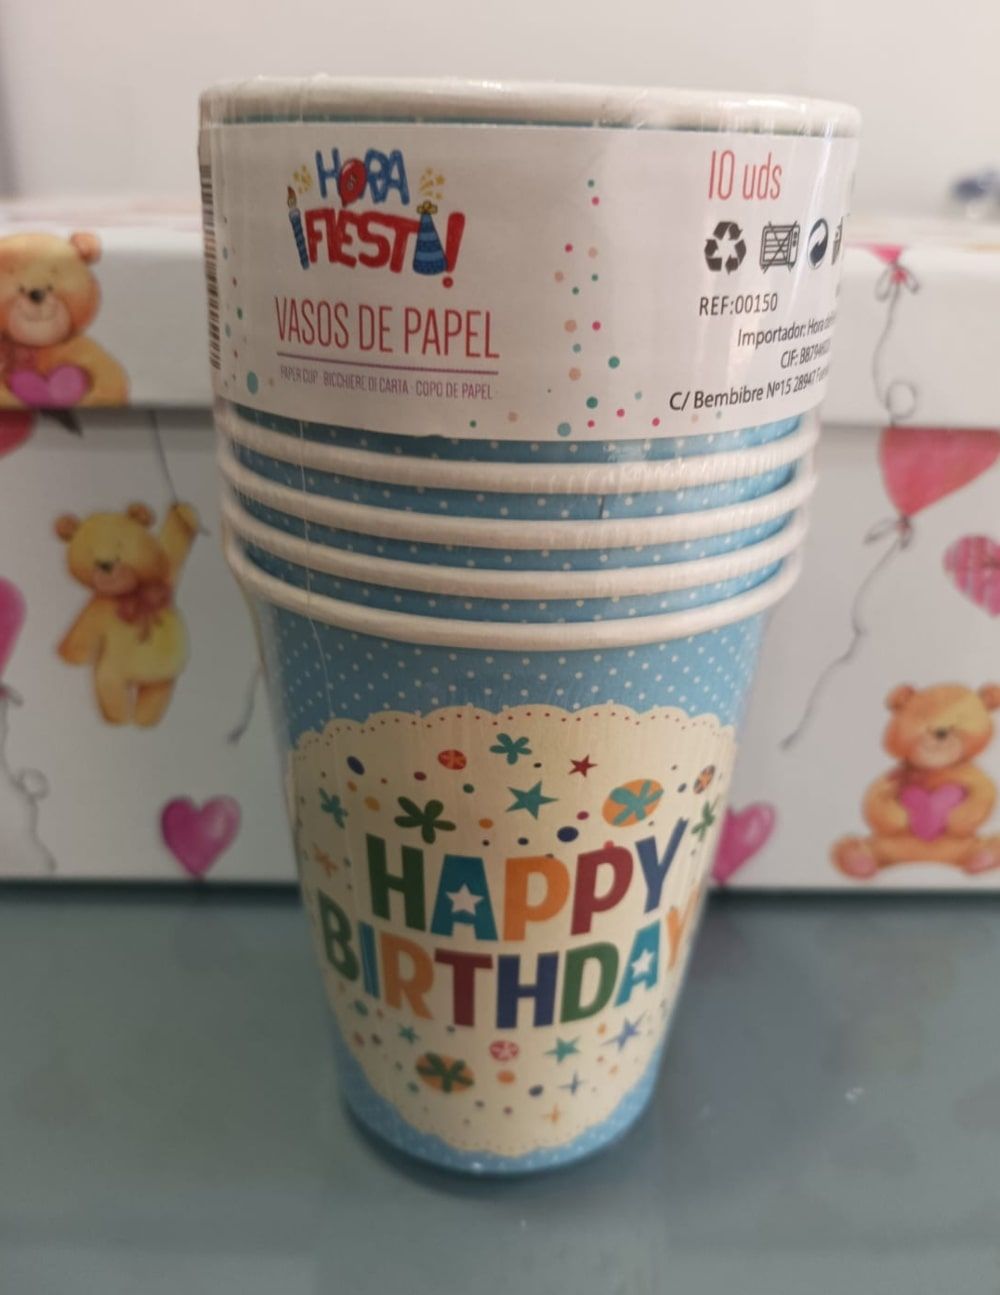 HORA
¡FIESTA!
VASOS DE PAPEL
PAPER CUP · BICCHIERE DI CARTA · COPO DE PAPEL
10 uds
REF:00150
Importador: Hora
CIF:
C/ Bembibre Nº15 28947
HAPPY
BIRTHDAY